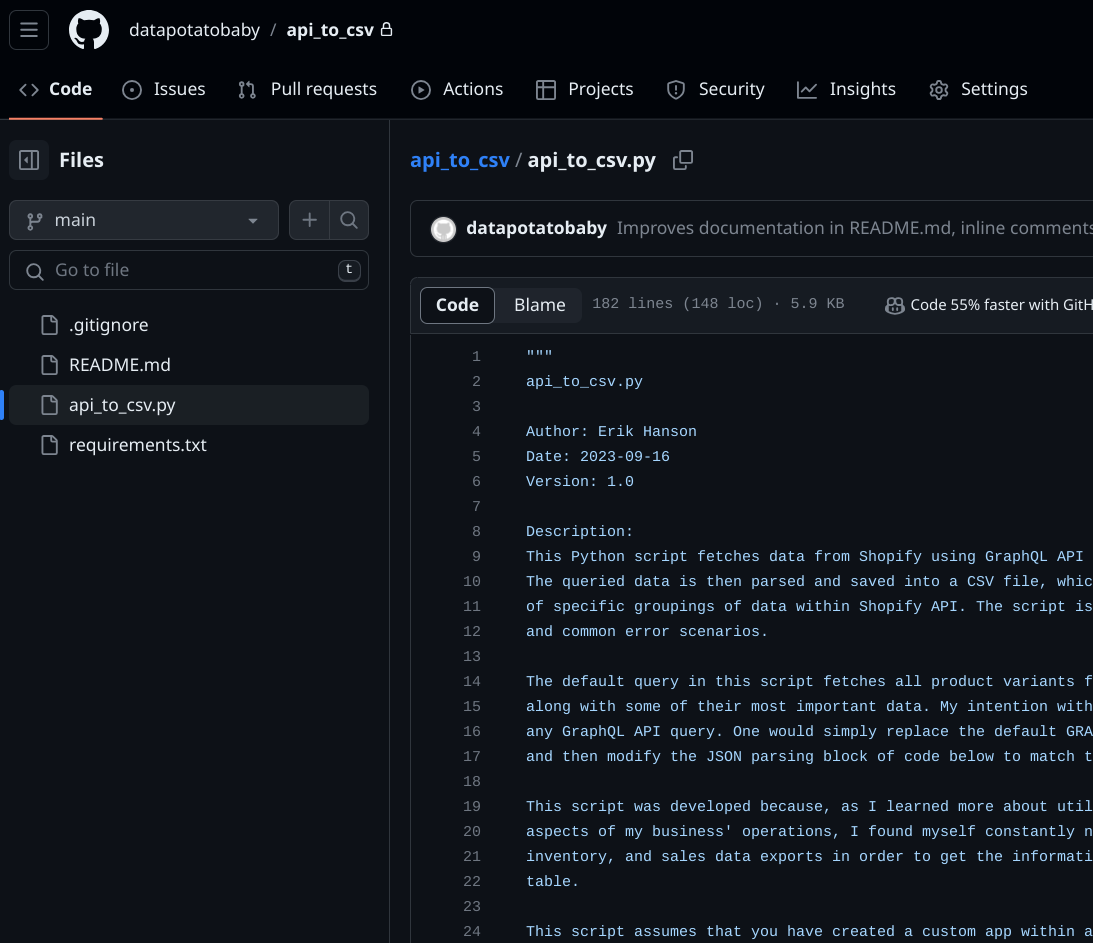 datapotatobaby / api_to_csv
Code Issues Pull requests Actions Projects Security Insights Settings
Files
main
Go to file t
.gitignore
README.md
api_to_csv.py
requirements.txt
api_to_csv / api_to_csv.py
datapotatobaby Improves documentation in README.md, inline comments
Code Blame 182 lines (148 loc) · 5.9 KB Code 55% faster with GitH
1 """
2 api_to_csv.py
3
4 Author: Erik Hanson
5 Date: 2023-09-16
6 Version: 1.0
7
8 Description:
9 This Python script fetches data from Shopify using GraphQL API
10 The queried data is then parsed and saved into a CSV file, whic
11 of specific groupings of data within Shopify API. The script is
12 and common error scenarios.
13
14 The default query in this script fetches all product variants f
15 along with some of their most important data. My intention with
16 any GraphQL API query. One would simply replace the default GRA
17 and then modify the JSON parsing block of code below to match t
18
19 This script was developed because, as I learned more about util
20 aspects of my business' operations, I found myself constantly n
21 inventory, and sales data exports in order to get the informati
22 table.
23
24 This script assumes that you have created a custom app within a